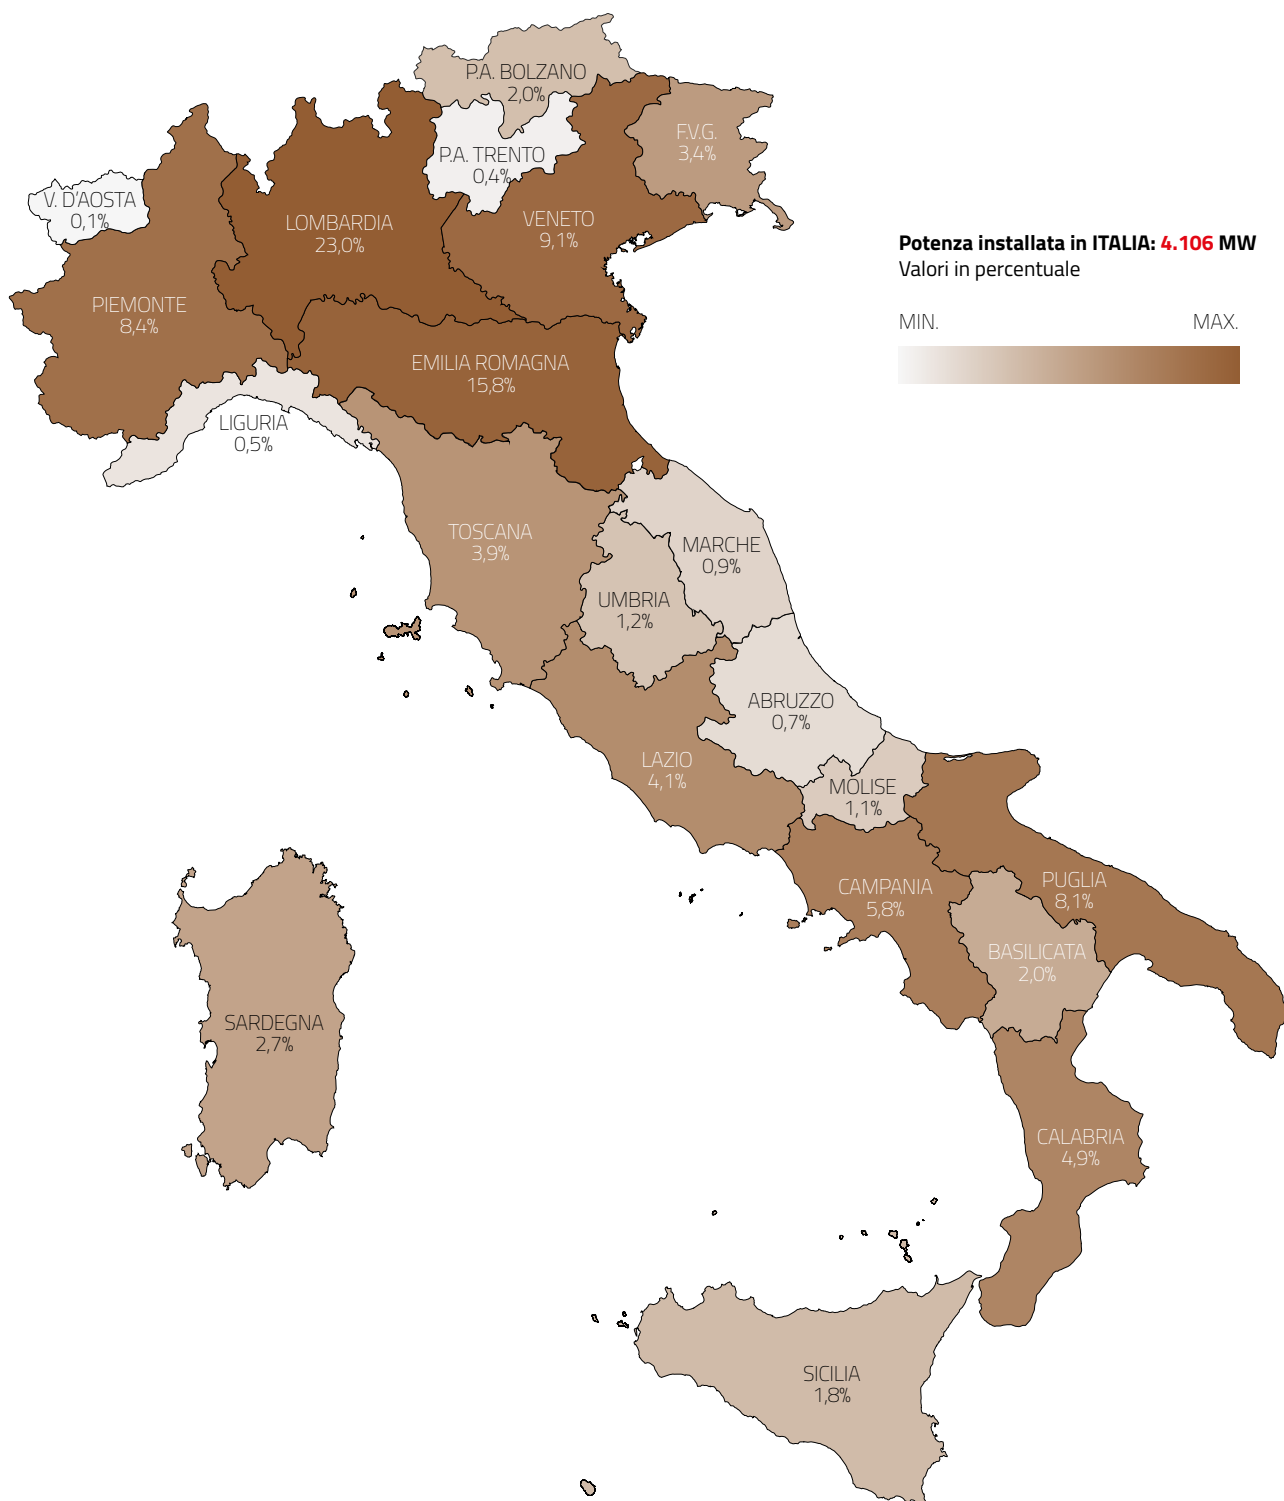 P.A. BOLZANO
2,0%
P.A. TRENTO
0,4%
F.V.G.
3,4%
V. D'AOSTA
0,1%
LOMBARDIA
23,0%
VENETO
9,1%
Potenza installata in ITALIA: 4.106 MW
Valori in percentuale
MIN.
MAX.
PIEMONTE
8,4%
EMILIA ROMAGNA
15,8%
LIGURIA
0,5%
TOSCANA
3,9%
MARCHE
0,9%
UMBRIA
1,2%
ABRUZZO
0,7%
LAZIO
4,1%
MOLISE
1,1%
CAMPANIA
5,8%
PUGLIA
8,1%
BASILICATA
2,0%
SARDEGNA
2,7%
CALABRIA
4,9%
SICILIA
1,8%